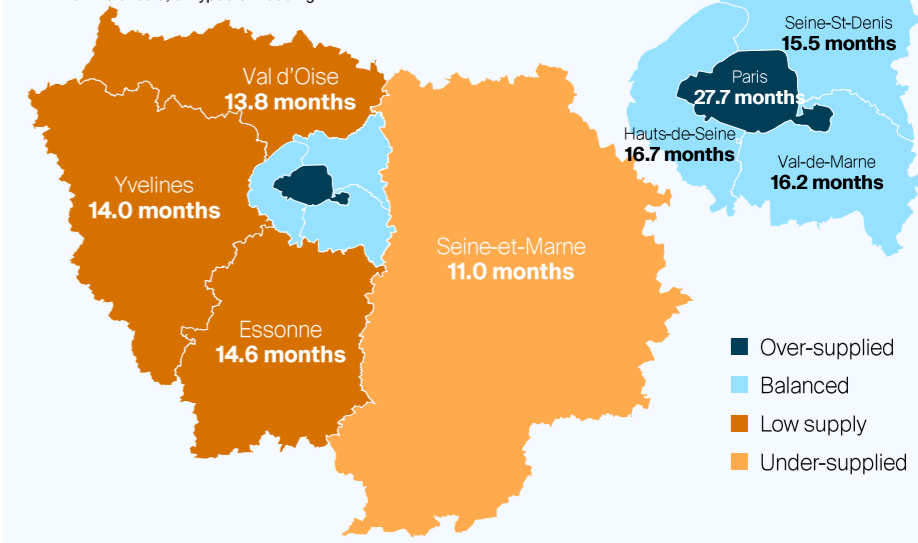 Val d'Oise
13.8 months
Yvelines
14.0 months
Essonne
14.6 months
Seine-et-Marne
11.0 months
Seine-St-Denis
15.5 months
Paris
27.7 months
Hauts-de-Seine
16.7 months
Val-de-Marne
16.2 months
Over-supplied
Balanced
Low supply
Under-supplied